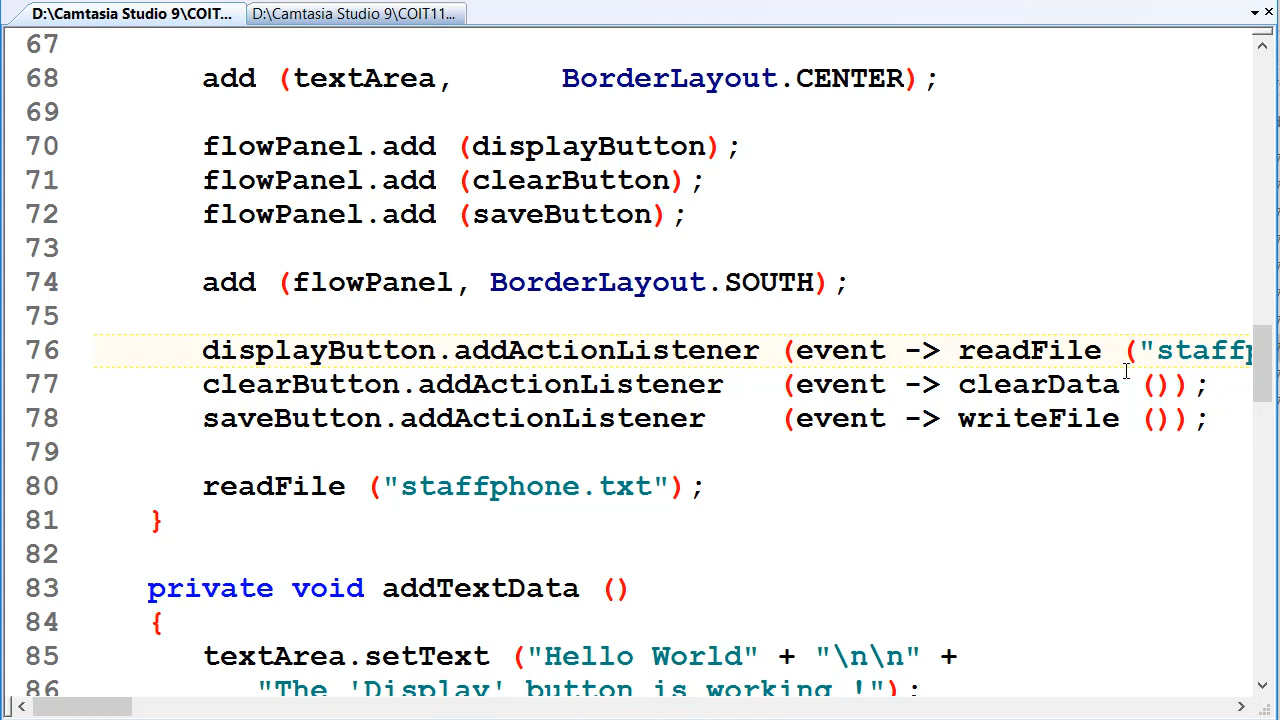 D:\Camtasia Studio 9\COIT... D:\Camtasia Studio 9\COIT11...
67
68 add (textArea, BorderLayout.CENTER);
69
70 flowPanel.add (displayButton);
71 flowPanel.add (clearButton);
72 flowPanel.add (saveButton);
73
74 add (flowPanel, BorderLayout.SOUTH);
75
76 displayButton.addActionListener (event -> readFile ("staffp
77 clearButton.addActionListener (event -> clearData ());
78 saveButton.addActionListener (event -> writeFile ());
79
80 readFile ("staffphone.txt");
81 }
82
83 private void addTextData ()
84 {
85 textArea.setText ("Hello World" + "\n\n" +
86 "The 'Display' button is working !");